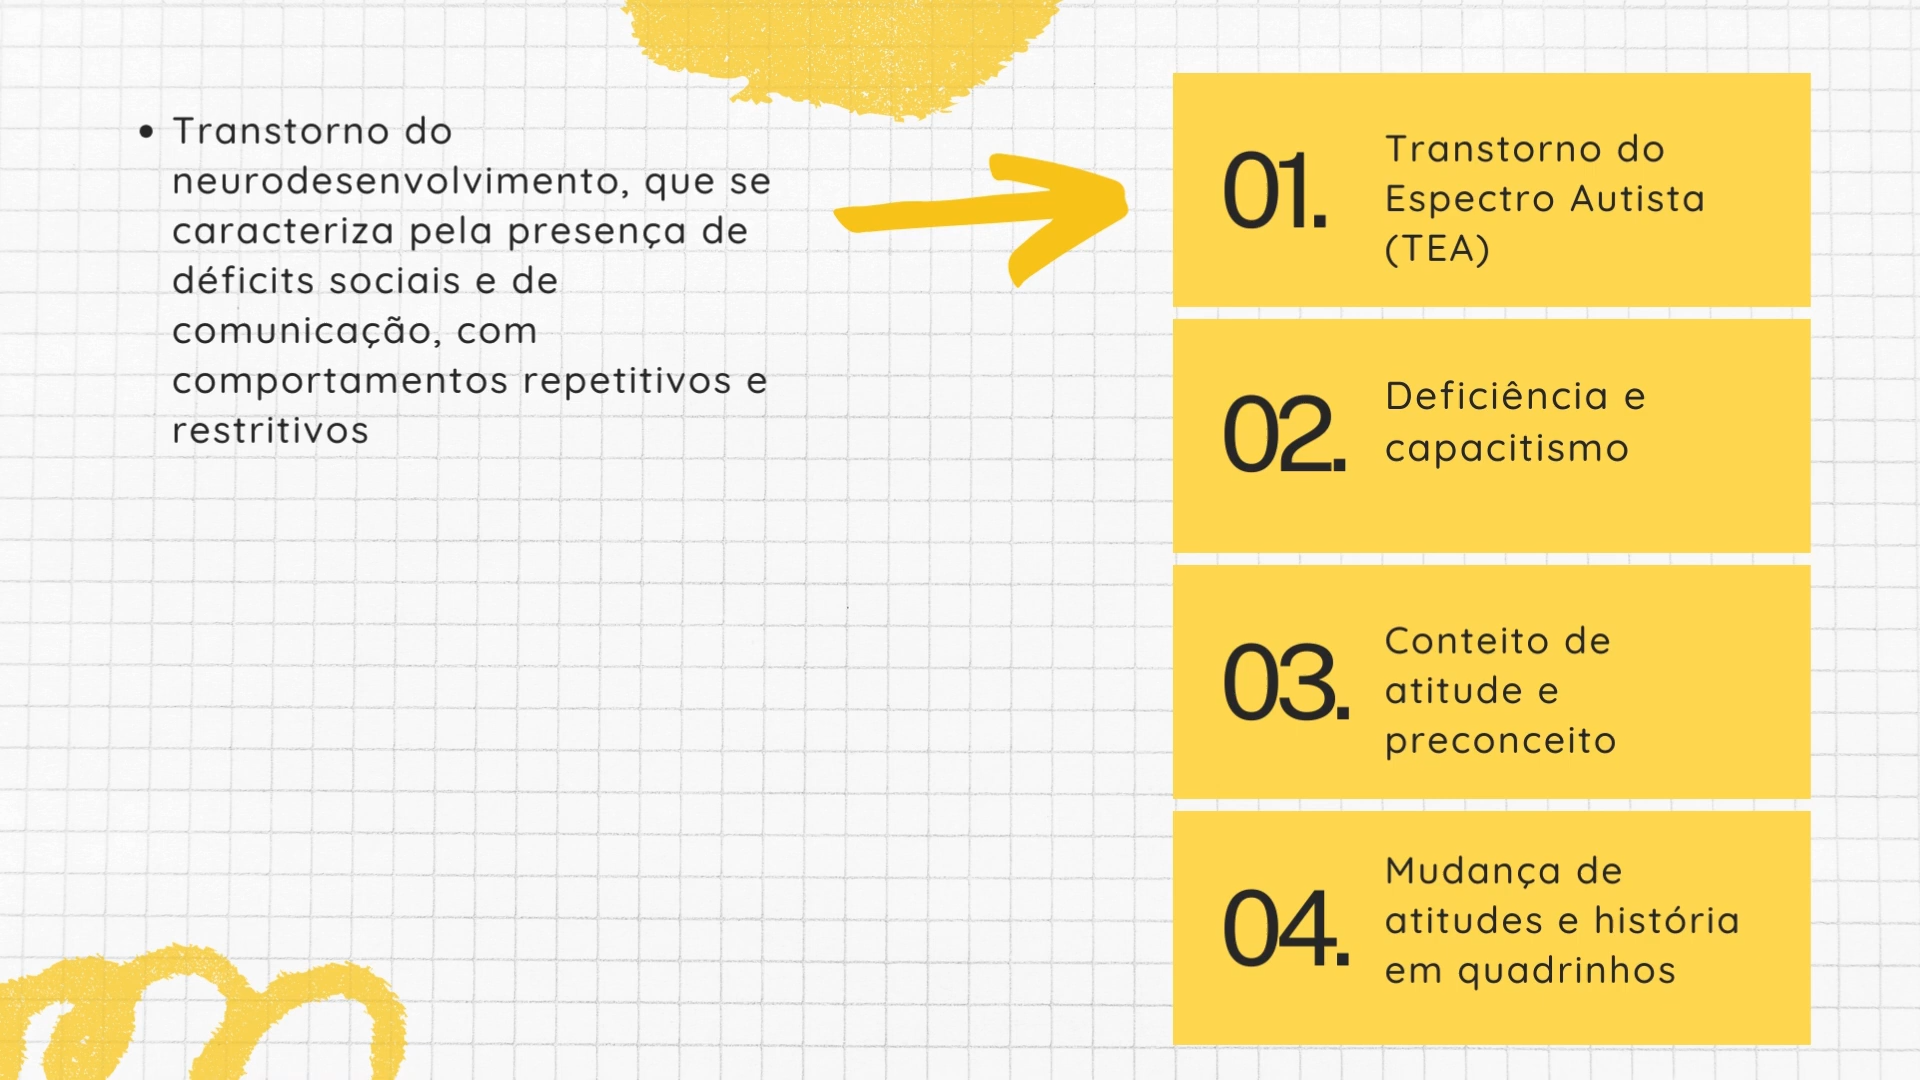 • Transtorno do
neurodesenvolvimento, que se
caracteriza pela presença de
déficits sociais e de
comunicação, com
comportamentos repetitivos e
restritivos
01.
Transtorno do
Espectro Autista
(TEA)
02.
Deficiência e
capacitismo
03.
Conteito de
atitude e
preconceito
04.
Mudança de
atitudes e história
em quadrinhos